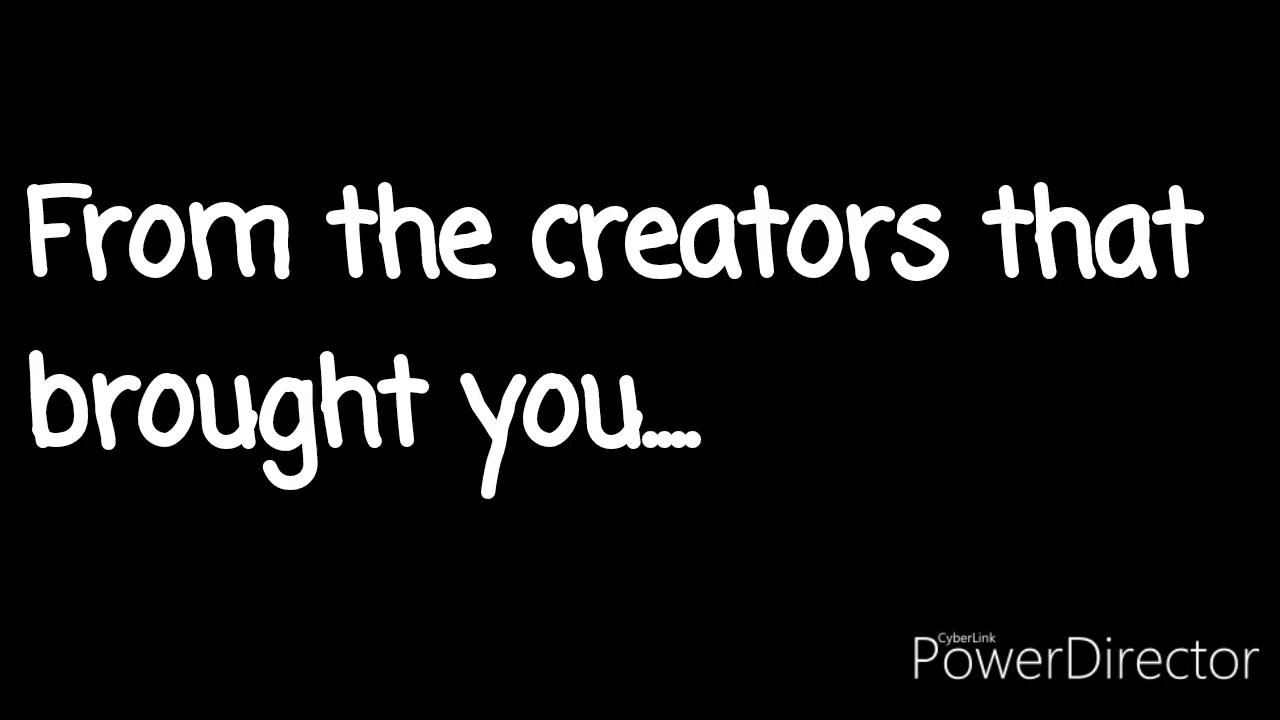 From the creators that
brought you....
CyberLink
PowerDirector